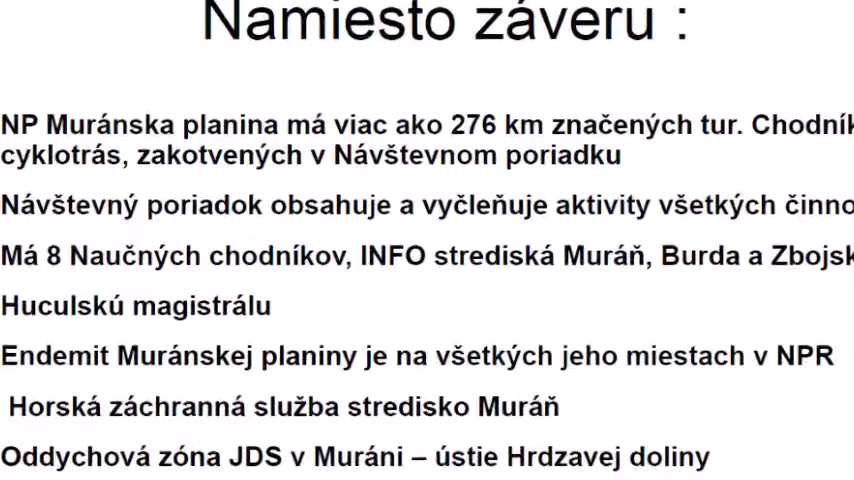 Namiesto záveru :
NP Muránska planina má viac ako 276 km značených tur. Chodník
cyklotrás, zakotvených v Návštevnom poriadku
Návštevný poriadok obsahuje a vyčleňuje aktivity všetkých činno
Má 8 Naučných chodníkov, INFO strediská Muráň, Burda a Zbojsk
Huculskú magistrálu
Endemit Muránskej planiny je na všetkých jeho miestach v NPR
Horská záchranná služba stredisko Muráň
Oddychová zóna JDS v Muráni – ústie Hrdzavej doliny